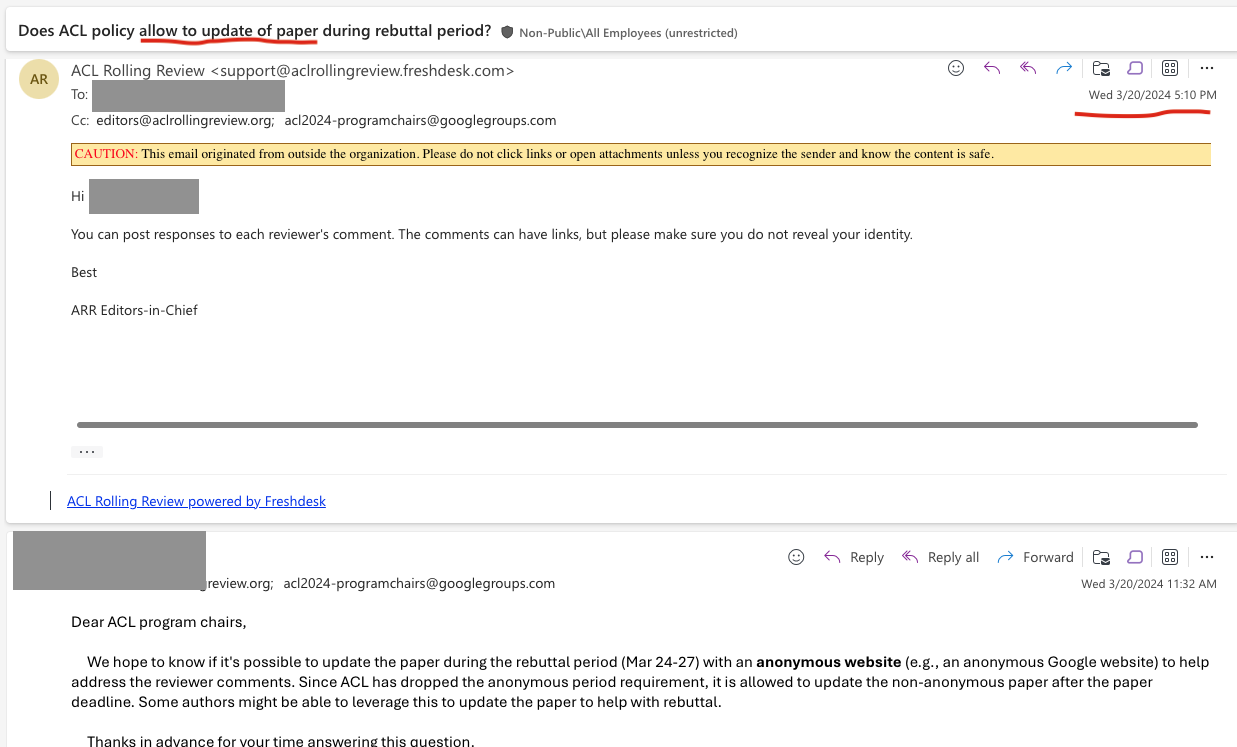 Does ACL policy allow to update of paper during rebuttal period? Non-Public\All Employees (unrestricted)
AR
ACL Rolling Review <support@aclrollingreview.freshdesk.com>
To:
Wed 3/20/2024 5:10 PM
Cc: editors@aclrollingreview.org; acl2024-programchairs@googlegroups.com
CAUTION: This email originated from outside the organization. Please do not click links or open attachments unless you recognize the sender and know the content is safe.
Hi
You can post responses to each reviewer's comment. The comments can have links, but please make sure you do not reveal your identity.
Best
ARR Editors-in-Chief
...
ACL Rolling Review powered by Freshdesk
Reply Reply all Forward
review.org; acl2024-programchairs@googlegroups.com
Wed 3/20/2024 11:32 AM
Dear ACL program chairs,
We hope to know if it's possible to update the paper during the rebuttal period (Mar 24-27) with an anonymous website (e.g., an anonymous Google website) to help
address the reviewer comments. Since ACL has dropped the anonymous period requirement, it is allowed to update the non-anonymous paper after the paper
deadline. Some authors might be able to leverage this to update the paper to help with rebuttal.
Thanks in advance for your time answering this question.